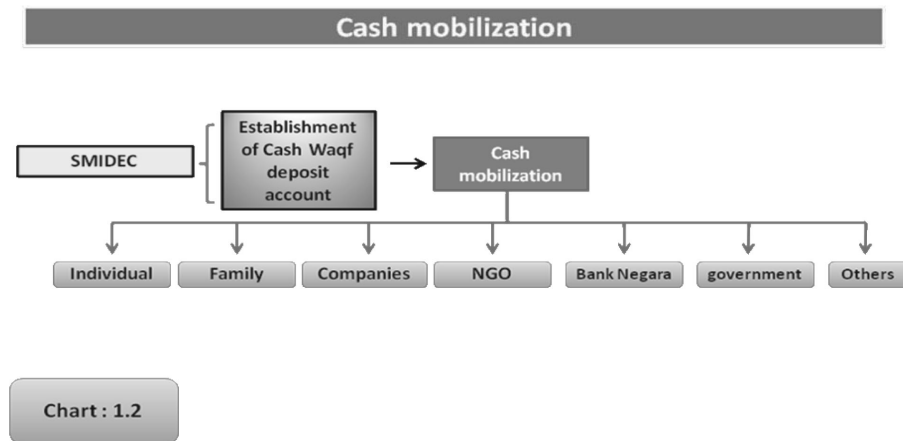 Cash mobilization
SMIDEC
Establishment
of Cash Waqf
deposit
account
Cash
mobilization
Individual
Family
Companies
NGO
Bank Negara
government
Others
Chart : 1.2